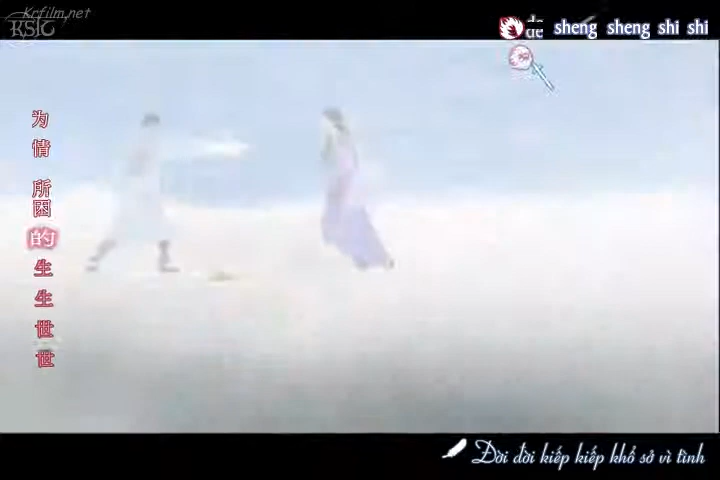 Krfilm.net
KSIC
de sheng sheng shi shi
为情 所困的生生世世
Đời đời kiếp kiếp khổ sở vì tình